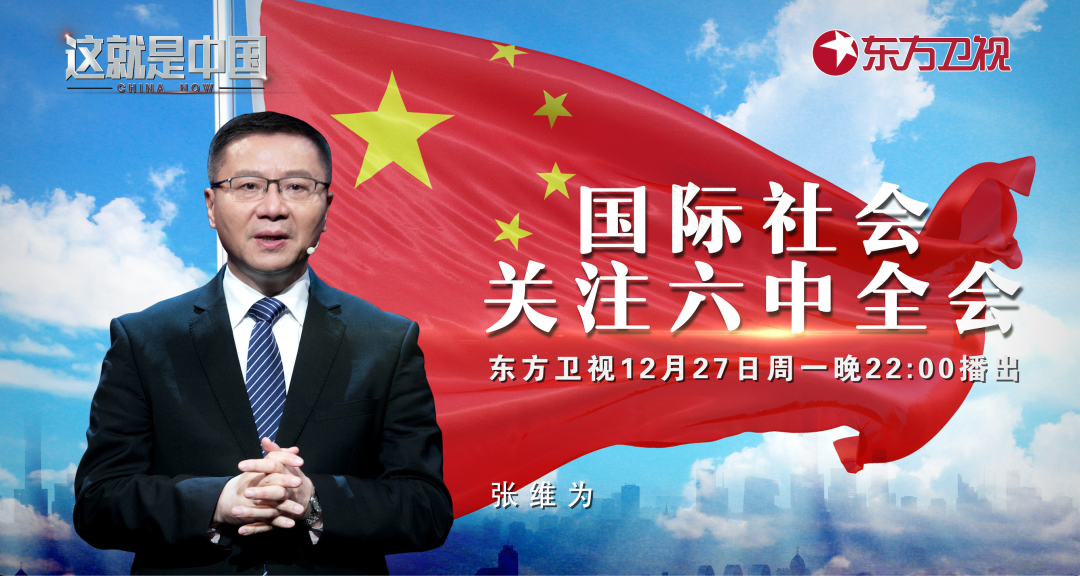 这就是中国
CHINA NOW
东方卫视
国际社会
关注六中全会
东方卫视12月27日周一晚22:00播出
张维为